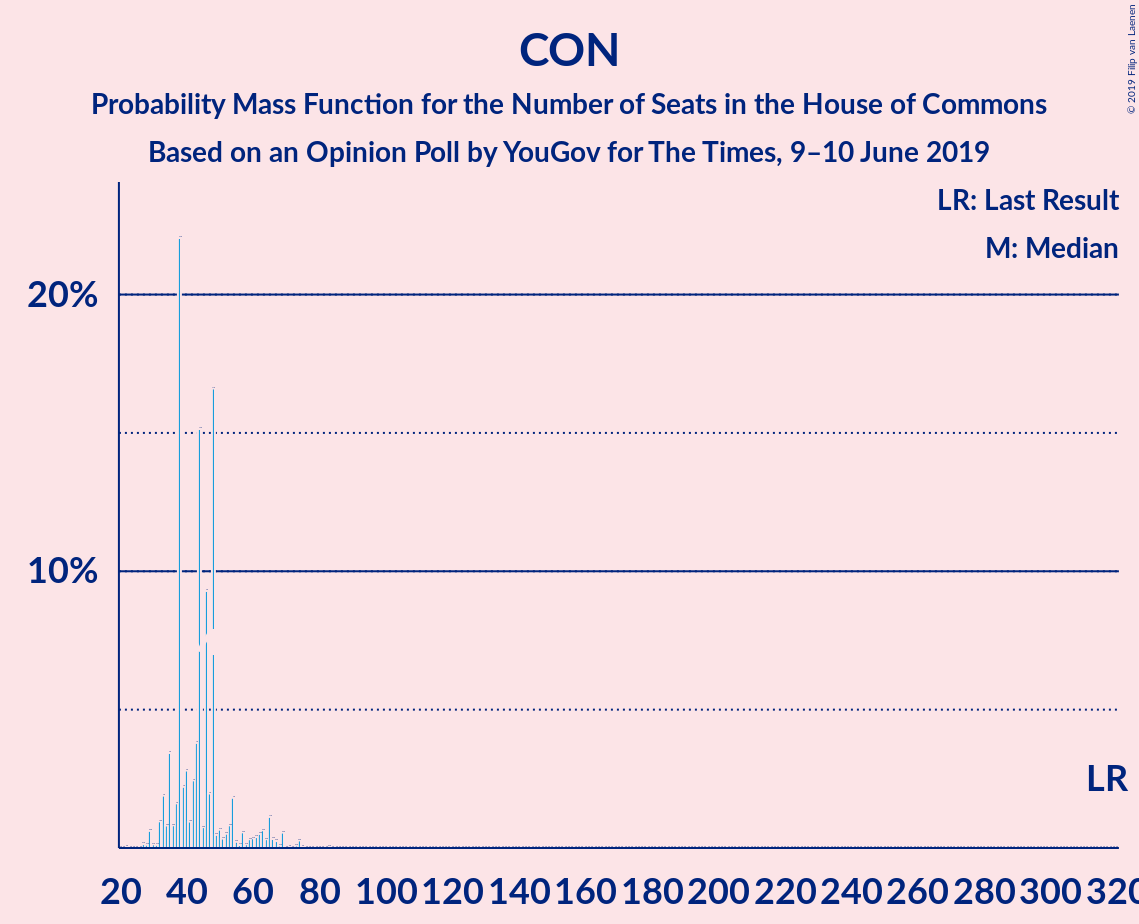 CON
Probability Mass Function for the Number of Seats in the House of Commons
Based on an Opinion Poll by YouGov for The Times, 9–10 June 2019
© 2019 Filip van Laenen
LR: Last Result
M: Median
20%
10%
LR
20 40 60 80 100 120 140 160 180 200 220 240 260 280 300 320